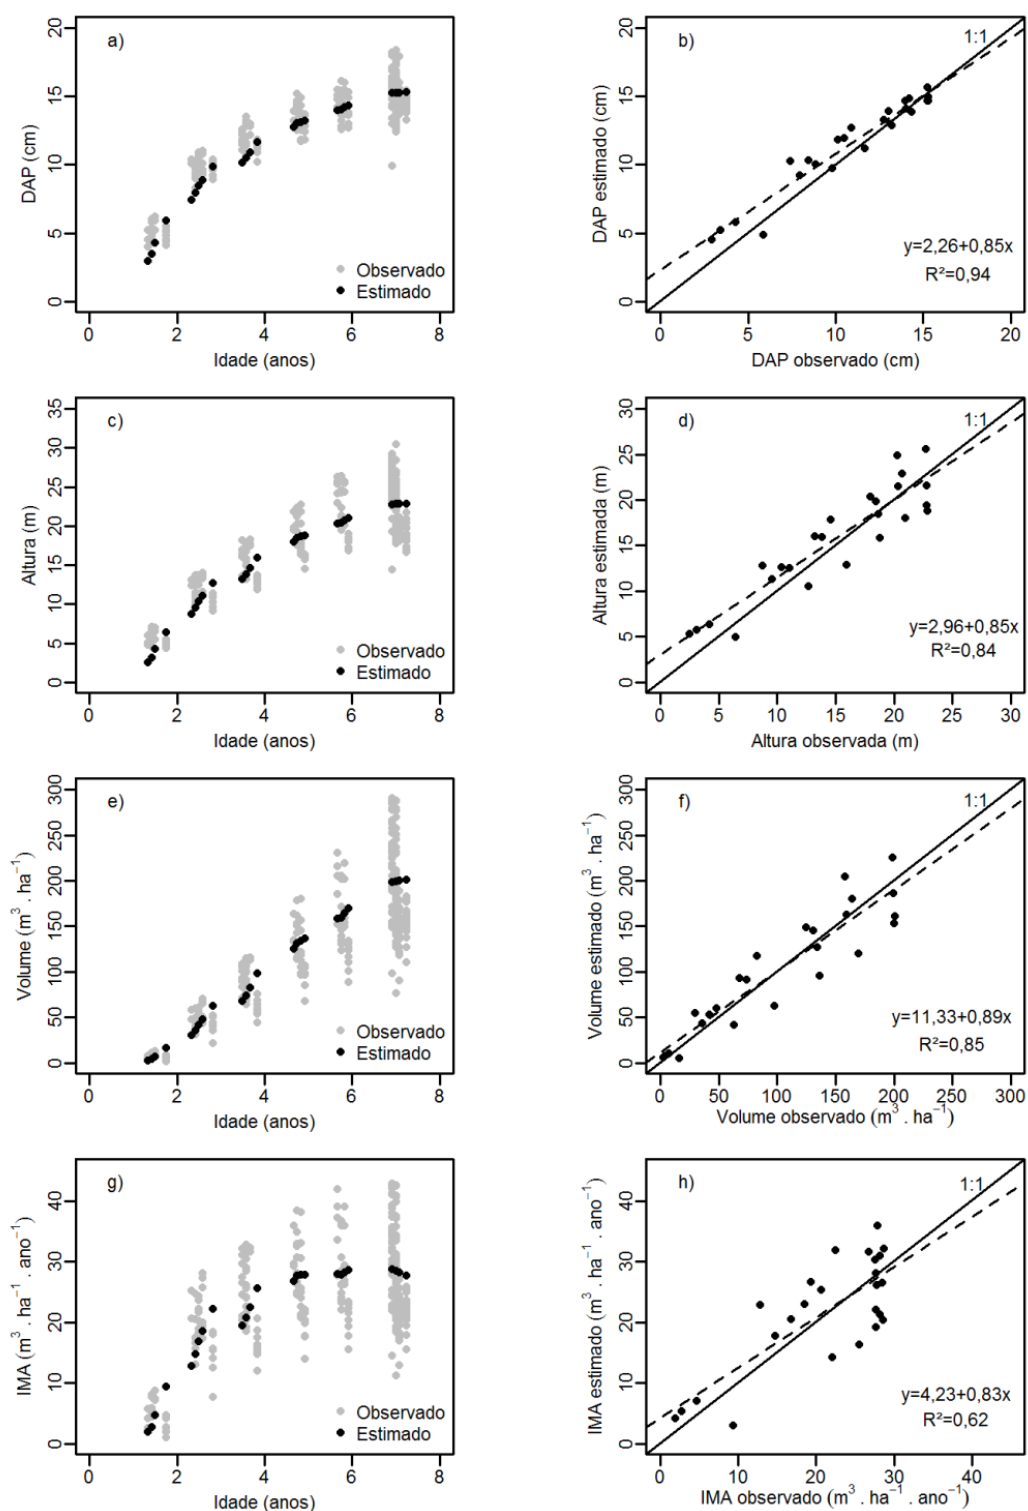 a)
DAP (cm)
20
15
10
5
0
Observado
Estimado
0 2 4 6 8
Idade (anos)
b)
1:1
DAP estimado (cm)
20
15
10
5
0
y=2,26+0,85x
R²=0,94
0 5 10 15 20
DAP observado (cm)
c)
Altura (m)
35
30
25
20
15
10
5
0
Observado
Estimado
0 2 4 6 8
Idade (anos)
d)
1:1
Altura estimada (m)
30
25
20
15
10
5
0
y=2,96+0,85x
R²=0,84
0 5 10 15 20 25 30
Altura observada (m)
e)
Volume (m³ . ha⁻¹)
300
250
200
150
100
50
0
Observado
Estimado
0 2 4 6 8
Idade (anos)
f)
1:1
Volume estimado (m³ . ha⁻¹)
300
250
200
150
100
50
0
y=11,33+0,89x
R²=0,85
0 50 100 150 200 250 300
Volume observado (m³ . ha⁻¹)
g)
IMA (m³ . ha⁻¹ . ano⁻¹)
40
30
20
10
0
Observado
Estimado
0 2 4 6 8
Idade (anos)
h)
1:1
IMA estimado (m³ . ha⁻¹ . ano⁻¹)
40
30
20
10
0
y=4,23+0,83x
R²=0,62
0 10 20 30 40
IMA observado (m³ . ha⁻¹ . ano⁻¹)